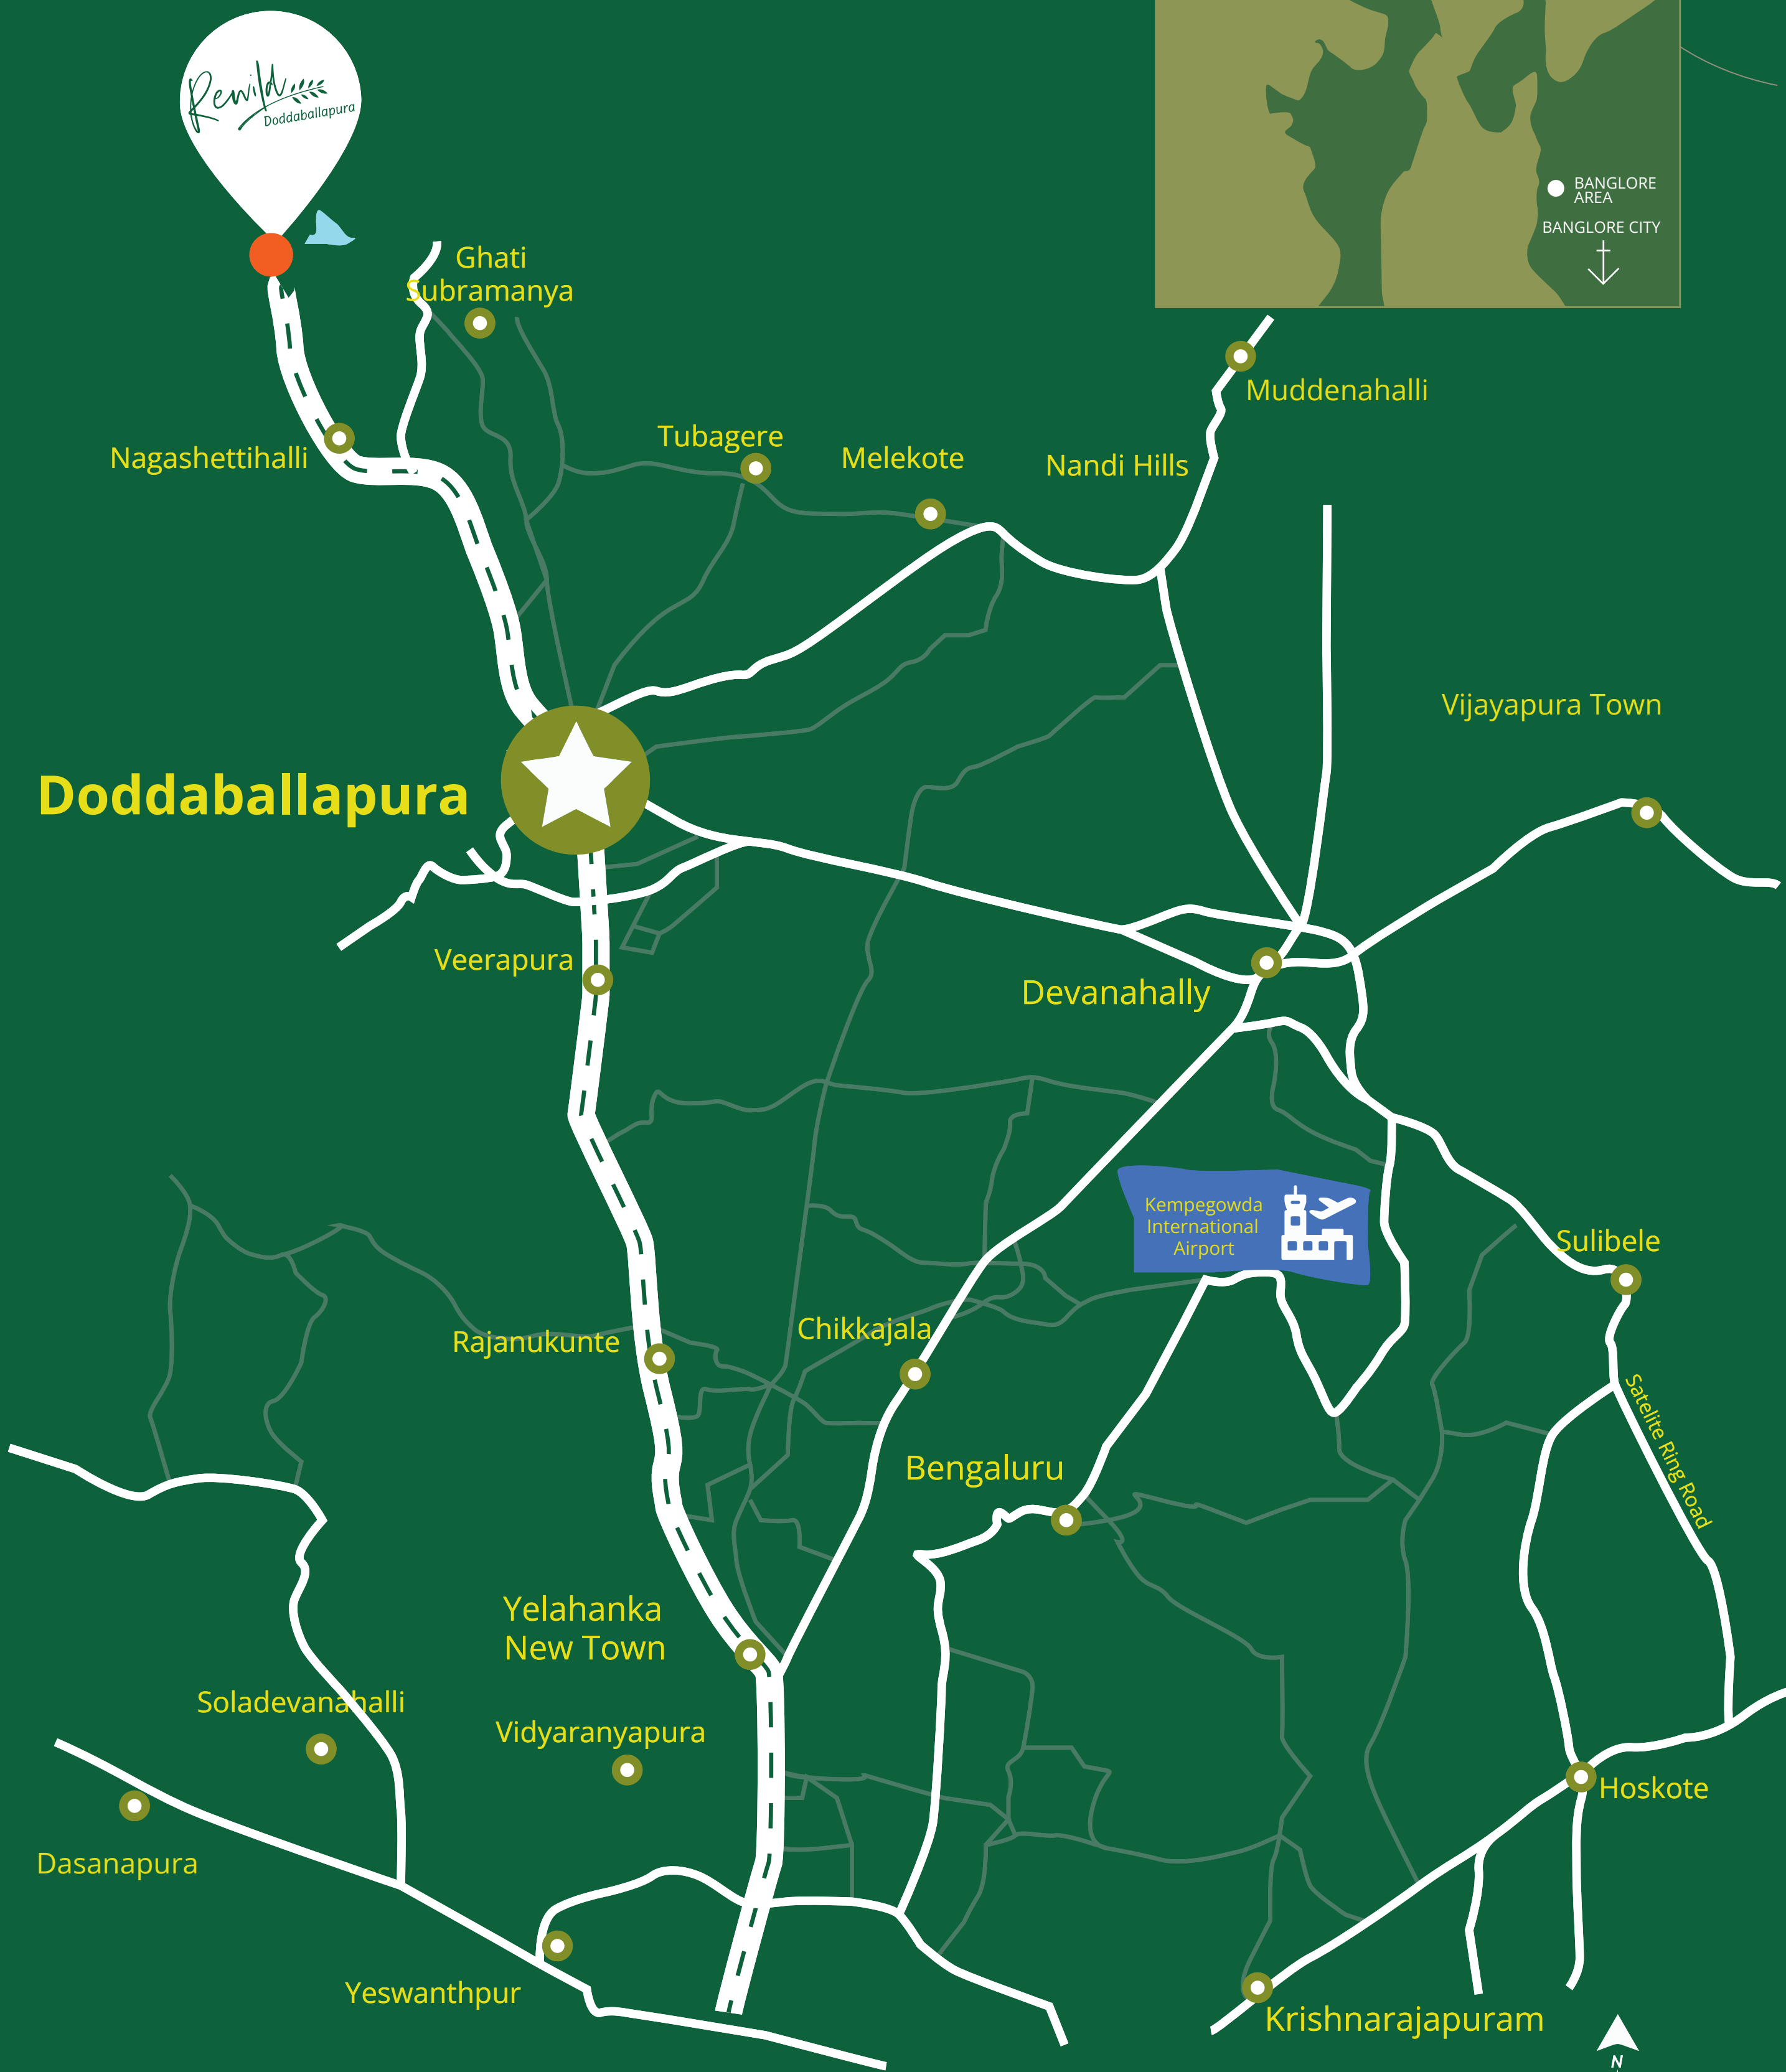 Rewild
Doddaballapura
BANGLORE
AREA
BANGLORE CITY
Ghati
Subramanya
Muddenahalli
Nagashettihalli
Tubagere
Melekote
Nandi Hills
Vijayapura Town
Doddaballapura
Veerapura
Devanahally
Kempegowda
International
Airport
Sulibele
Rajanukunte
Chikkajala
Satelite Ring Road
Bengaluru
Yelahanka
New Town
Soladevanahalli
Vidyaranyapura
Hoskote
Dasanapura
Yeswanthpur
Krishnarajapuram
N